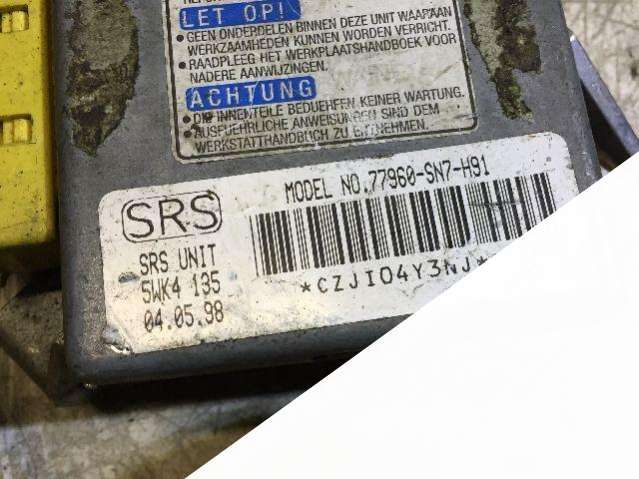 LET OP!
• GEEN ONDERDELEN BINNEN DEZE UNIT WAARAAN
WERKZAAMHEDEN KUNNEN WORDEN VERRICHT.
• RAADPLEEG HET WERKPLAATSHANDBOEK VOOR
NADERE AANWIJZINGEN.
ACHTUNG
• DIE INNENTEILE BEDUERFEN KEINER WARTUNG.
• AUSFUEHRLICHE ANWEISUNGEN SIND DEM
WERKSTATTHANDBUCH ZU ENTNEHMEN.
MODEL NO.77960-SN7-H91
SRS
SRS UNIT
5WK4 135
04.05.98
*CZJI04Y3NJ*